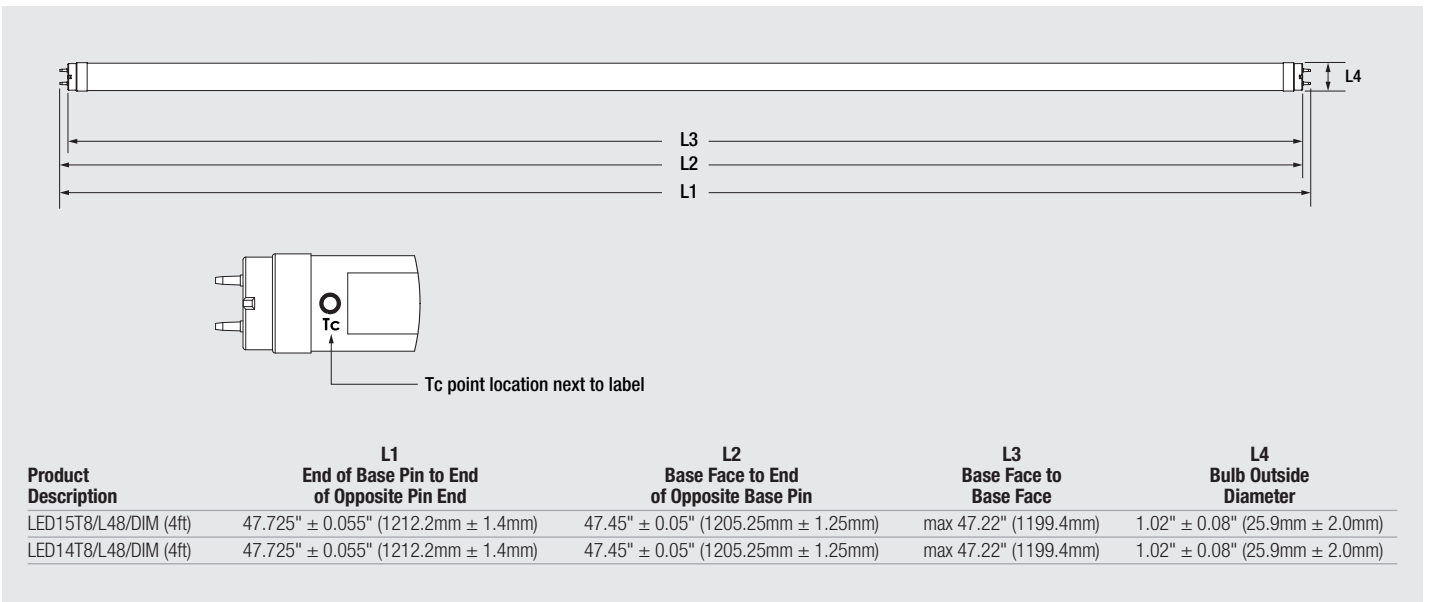 L4
L3
L2
L1
Tc
Tc point location next to label
Product Description
L1 End of Base Pin to End of Opposite Pin End
L2 Base Face to End of Opposite Base Pin
L3 Base Face to Base Face
L4 Bulb Outside Diameter
LED15T8/L48/DIM (4ft) 47.725" ± 0.055" (1212.2mm ± 1.4mm) 47.45" ± 0.05" (1205.25mm ± 1.25mm) max 47.22" (1199.4mm) 1.02" ± 0.08" (25.9mm ± 2.0mm)
LED14T8/L48/DIM (4ft) 47.725" ± 0.055" (1212.2mm ± 1.4mm) 47.45" ± 0.05" (1205.25mm ± 1.25mm) max 47.22" (1199.4mm) 1.02" ± 0.08" (25.9mm ± 2.0mm)